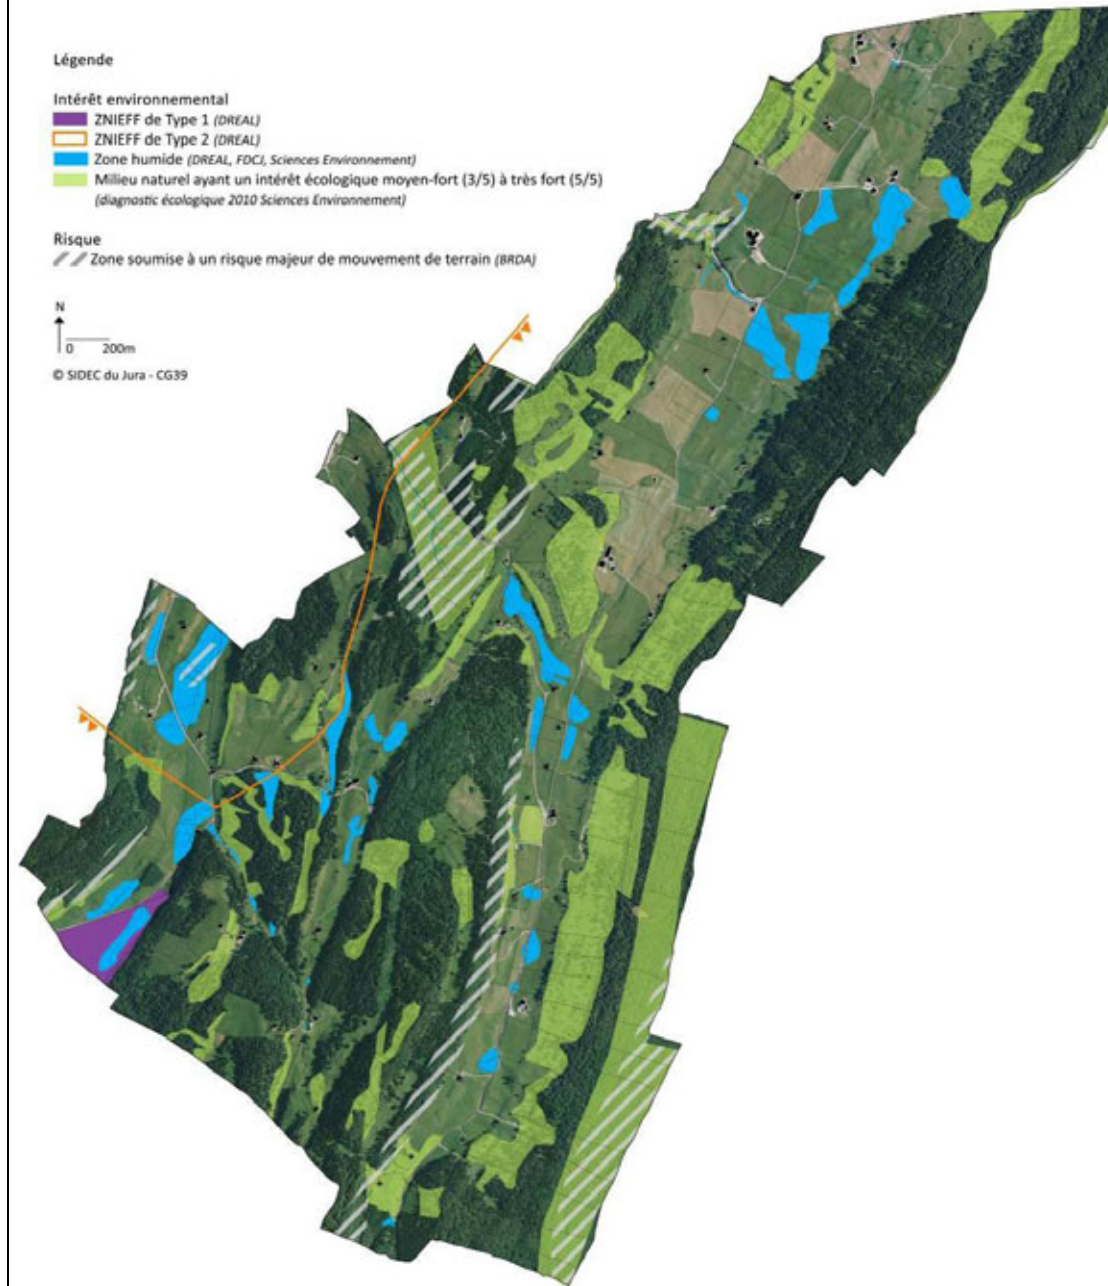 Légende
Intérêt environnemental
ZNIEFF de Type 1 (DREAL)
ZNIEFF de Type 2 (DREAL)
Zone humide (DREAL, FDCJ, Sciences Environnement)
Milieu naturel ayant un intérêt écologique moyen-fort (3/5) à très fort (5/5)
(diagnostic écologique 2010 Sciences Environnement)
Risque
Zone soumise à un risque majeur de mouvement de terrain (BRDA)
N
0 200m
© SIDEC du Jura - CG39